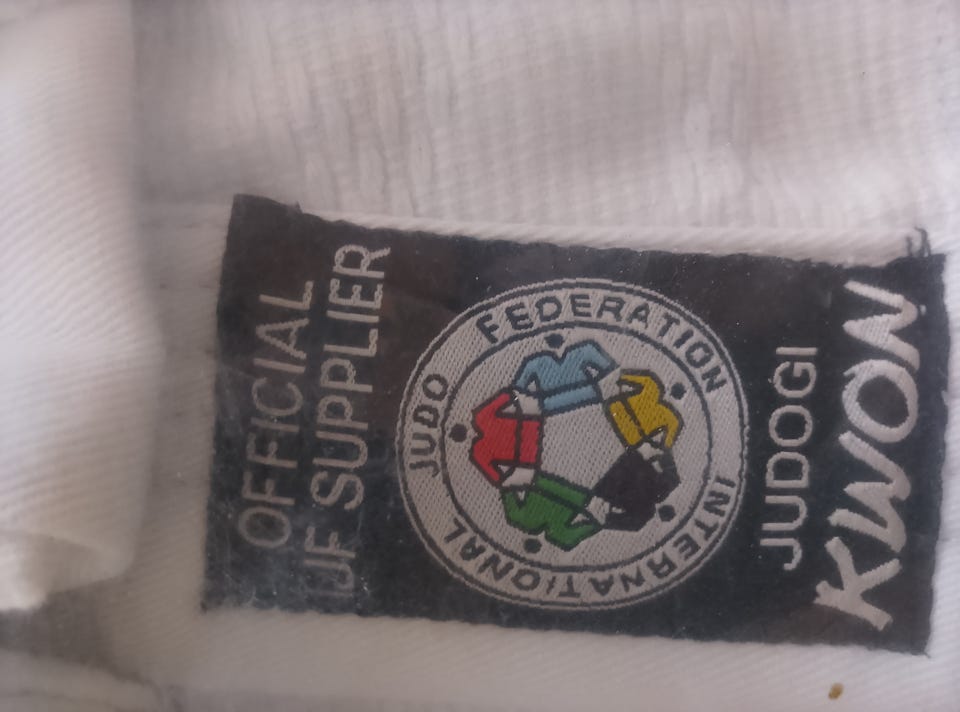 OFFICIAL
IJF SUPPLIER
INTERNATIONAL JUDO FEDERATION
JUDOGI
KWON